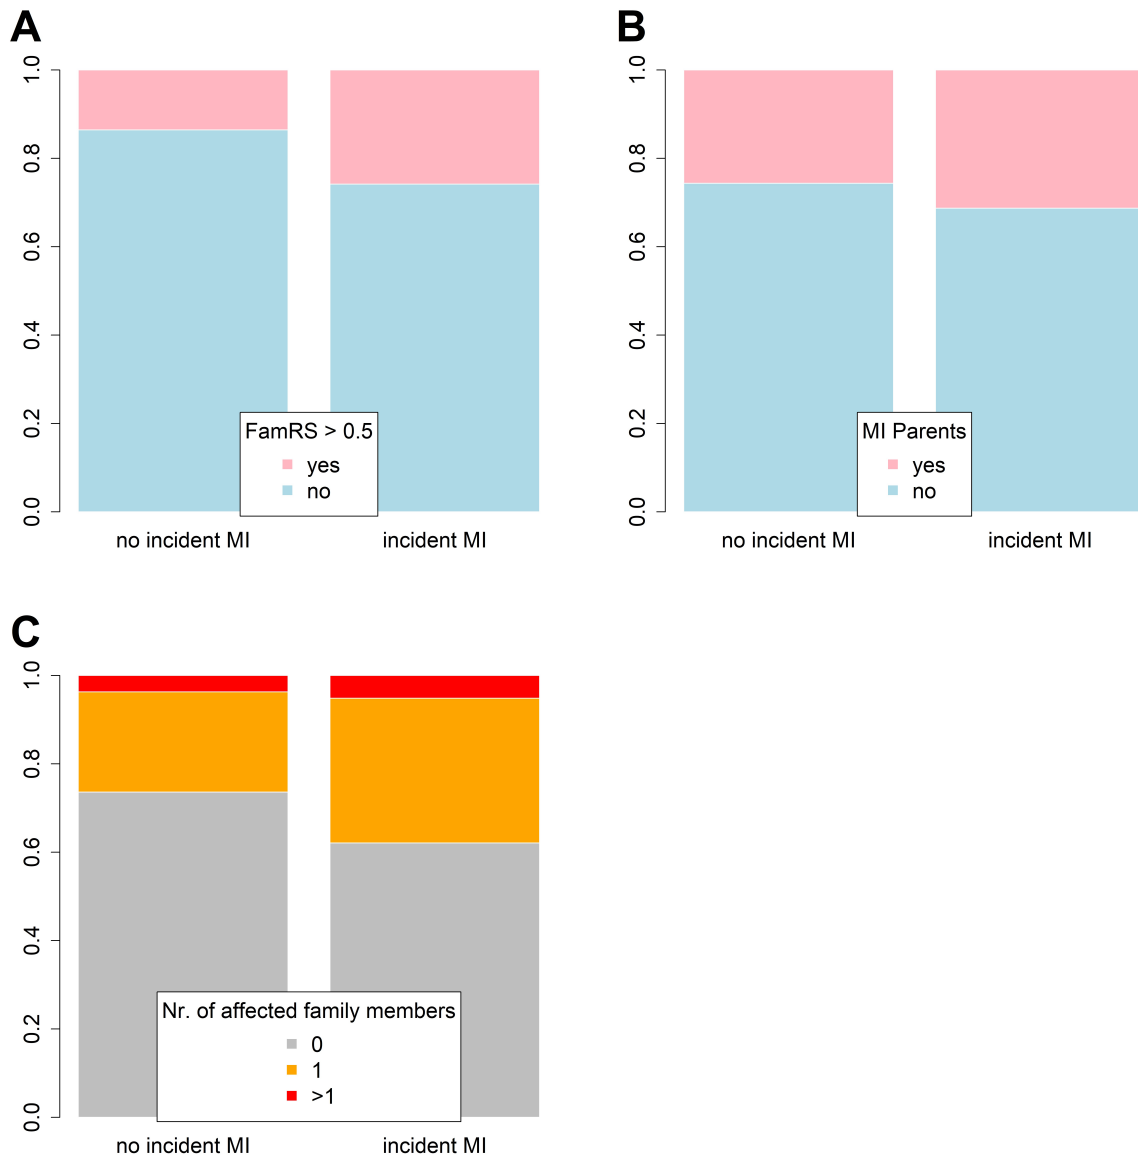 A
1.0
0.8
0.6
0.4
0.2
0.0
FamRS > 0.5
yes
no
no incident MI
incident MI
B
1.0
0.8
0.6
0.4
0.2
0.0
MI Parents
yes
no
no incident MI
incident MI
C
1.0
0.8
0.6
0.4
0.2
0.0
Nr. of affected family members
0
1
>1
no incident MI
incident MI